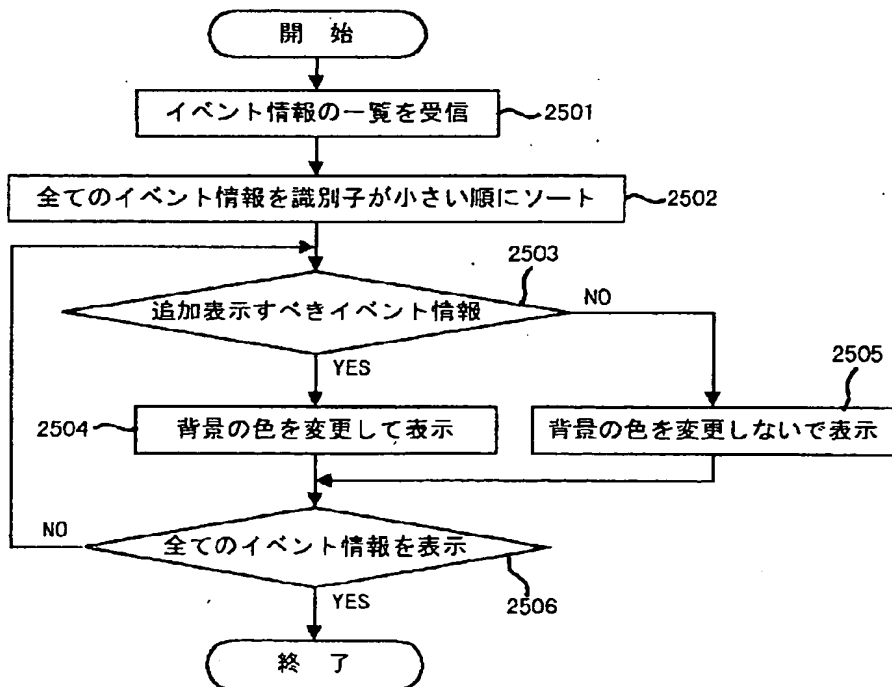 開 始
イベント情報の一覧を受信
2501
全てのイベント情報を識別子が小さい順にソート
2502
2503
追加表示すべきイベント情報
NO
YES
2505
2504
背景の色を変更して表示
背景の色を変更しないで表示
NO
全てのイベント情報を表示
2506
YES
終 了